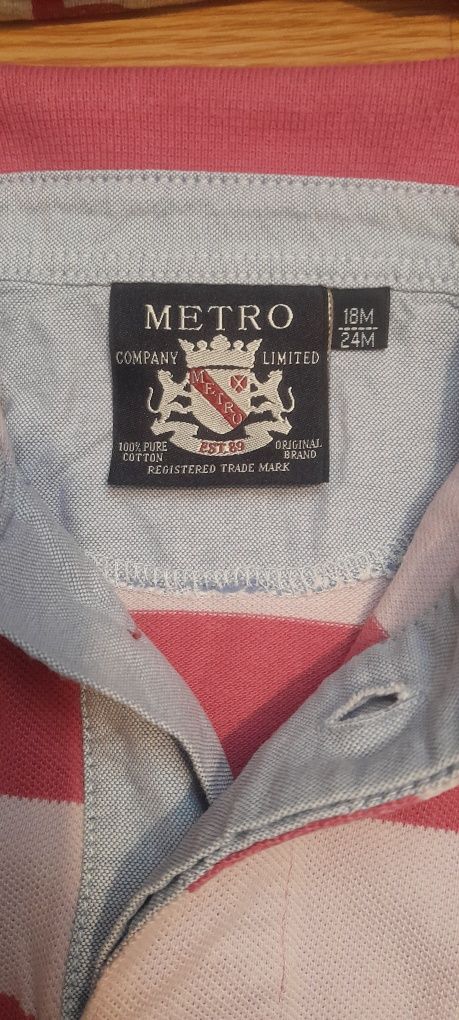 METRO
COMPANY LIMITED
METRO
EST.89
100% PURE
COTTON
ORIGINAL
BRAND
REGISTERED TRADE MARK
18M
24M